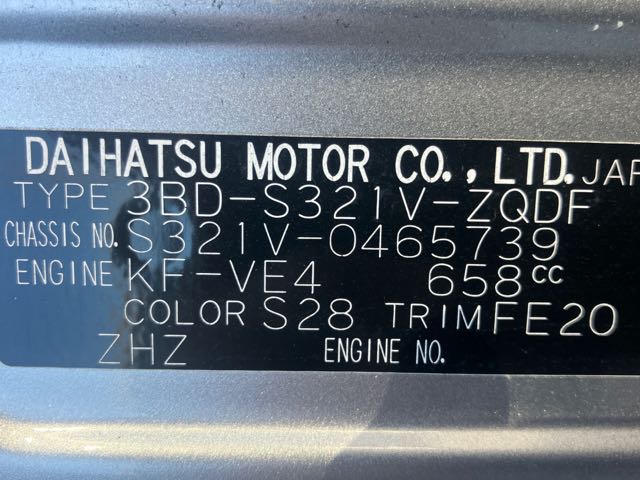 DAIHATSU MOTOR CO.,LTD. JAP
TYPE 3BD-S321V-ZQDF
CHASSIS NO. S321V-0465739
ENGINE KF-VE4 658cc
COLOR S28 TRIM FE20
ZHZ ENGINE NO.